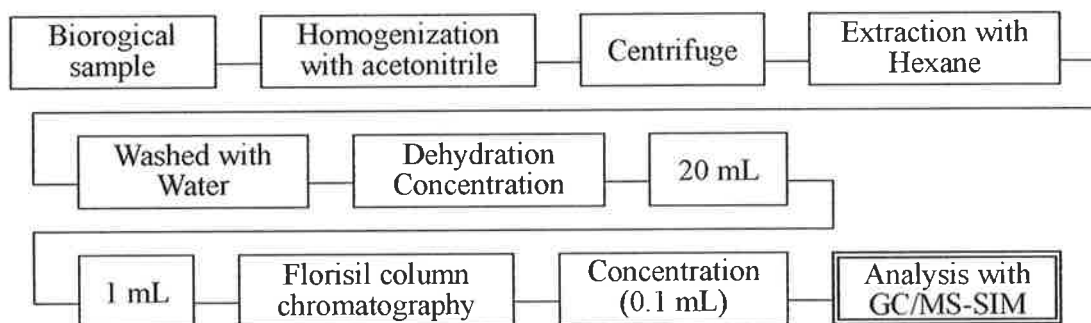 Biorogical
sample
Homogenization
with acetonitrile
Centrifuge
Extraction with
Hexane
Washed with
Water
Dehydration
Concentration
20 mL
1 mL
Florisil column
chromatography
Concentration
(0.1 mL)
Analysis with
GC/MS-SIM